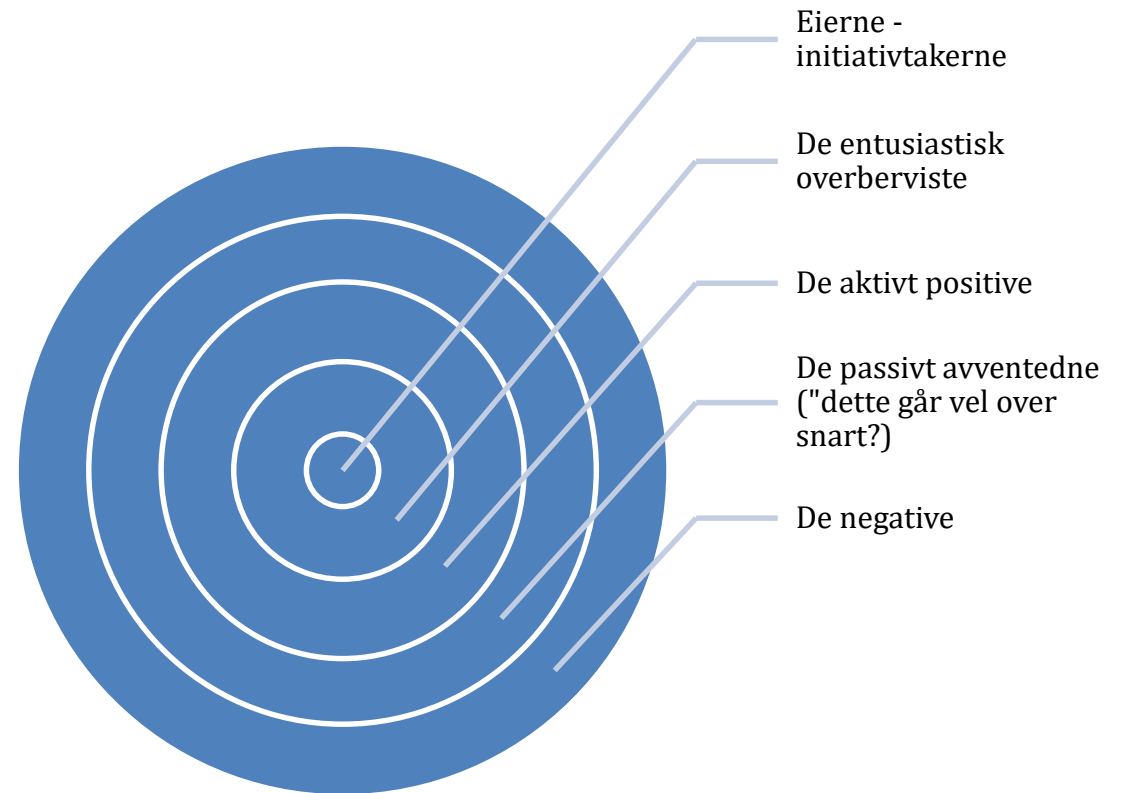 Eierne -
initiativtakerne
De entusiastisk
overberviste
De aktivt positive
De passivt avventedne
("dette går vel over
snart?)
De negative